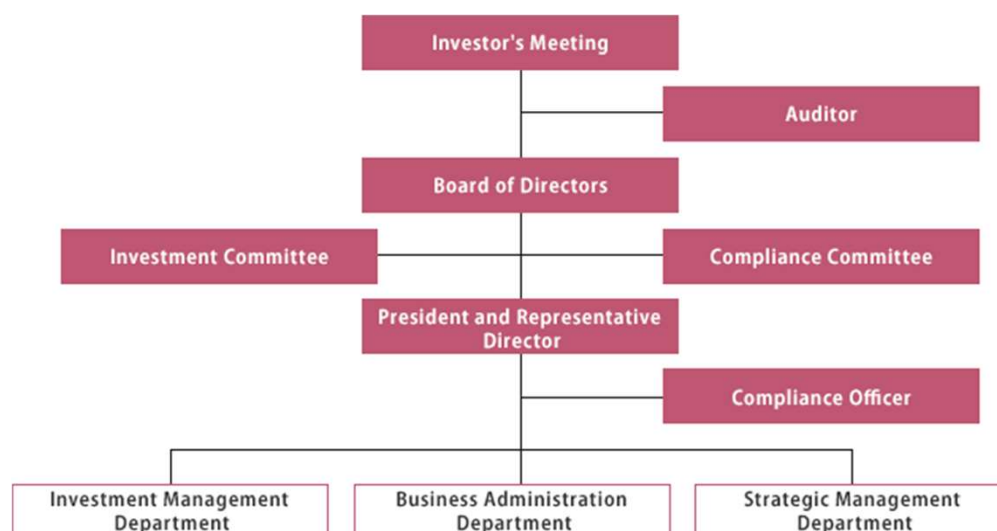 Investor's Meeting
Auditor
Board of Directors
Investment Committee
Compliance Committee
President and Representative
Director
Compliance Officer
Investment Management
Department
Business Administration
Department
Strategic Management
Department